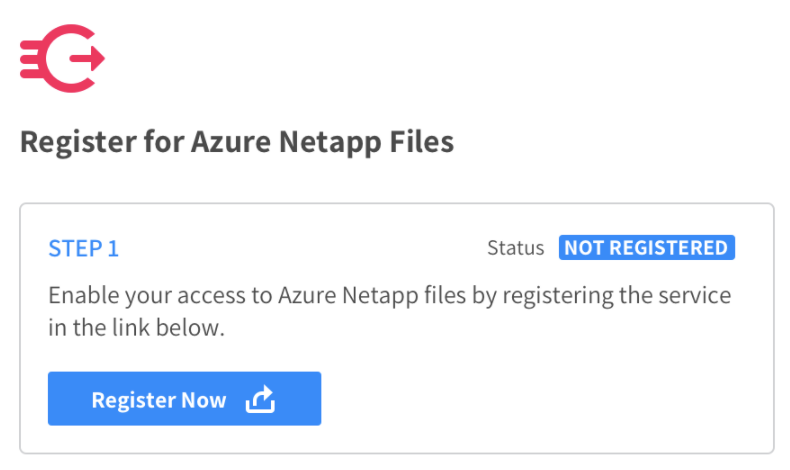 Register for Azure Netapp Files
STEP 1
Status NOT REGISTERED
Enable your access to Azure Netapp files by registering the service
in the link below.
Register Now